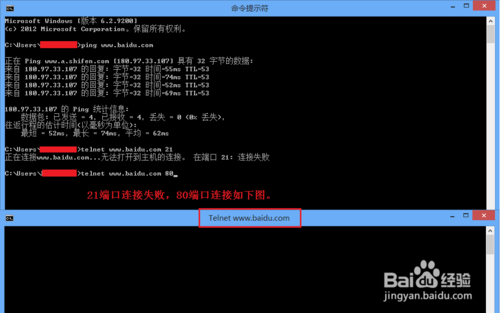 命令提示符
Microsoft Windows [版本 6.2.9200]
(c) 2012 Microsoft Corporation。保留所有权利。
C:\Users\ >ping www.baidu.com
正在 Ping www.a.shifen.com [180.97.33.107] 具有 32 字节的数据:
来自 180.97.33.107 的回复: 字节=32 时间=55ms TTL=53
来自 180.97.33.107 的回复: 字节=32 时间=74ms TTL=53
来自 180.97.33.107 的回复: 字节=32 时间=52ms TTL=53
来自 180.97.33.107 的回复: 字节=32 时间=69ms TTL=53
180.97.33.107 的 Ping 统计信息:
数据包: 已发送 = 4，已接收 = 4，丢失 = 0 (0% 丢失)，
往返行程的估计时间(以毫秒为单位):
最短 = 52ms，最长 = 74ms，平均 = 62ms
C:\Users\ >telnet www.baidu.com 21
正在连接www.baidu.com...无法打开到主机的连接。 在端口 21: 连接失败
C:\Users\ >telnet www.baidu.com 80
21端口连接失败，80端口连接如下图。
Telnet www.baidu.com
Baidu经验
jingyan.baidu.com